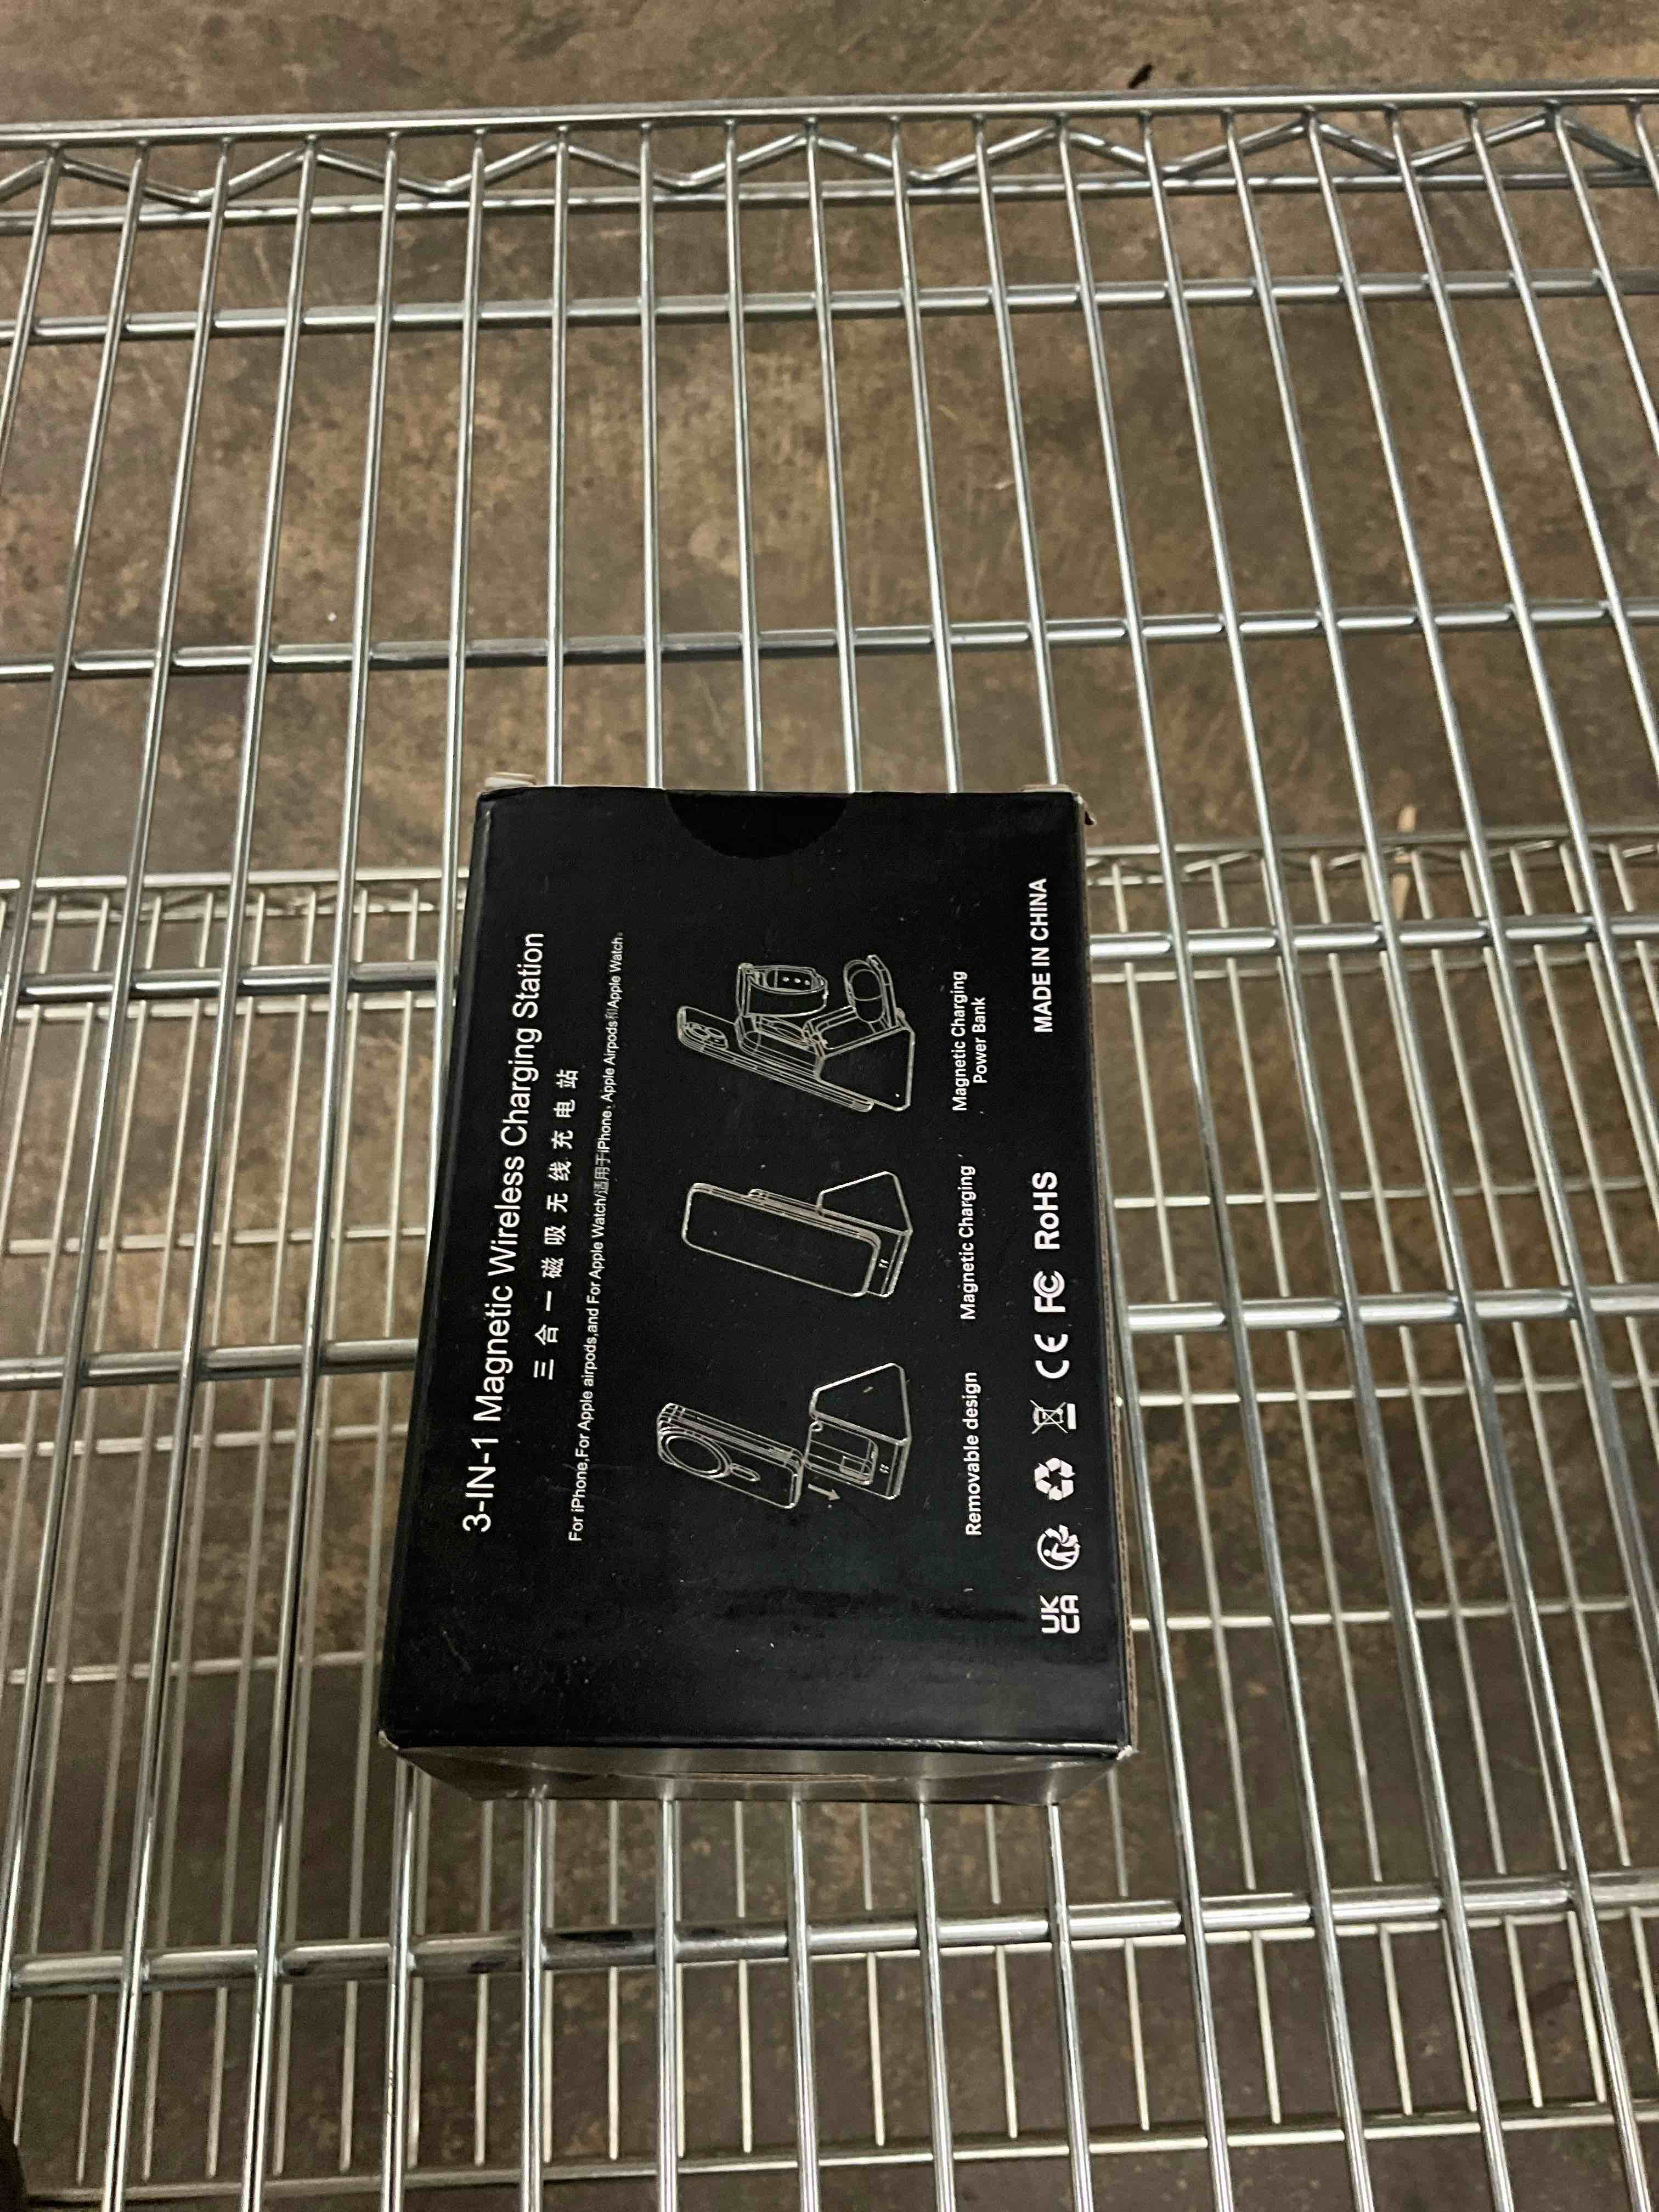 3-IN-1 Magnetic Wireless Charging Station
三合一磁吸无线充电站
For iPhone,For Apple airpods,and For Apple Watch/适用于iPhone、Apple Airpods和Apple Watch。
Removable design
Magnetic Charging
Magnetic Charging
Power Bank
UK
CA
CE FC RoHS
MADE IN CHINA